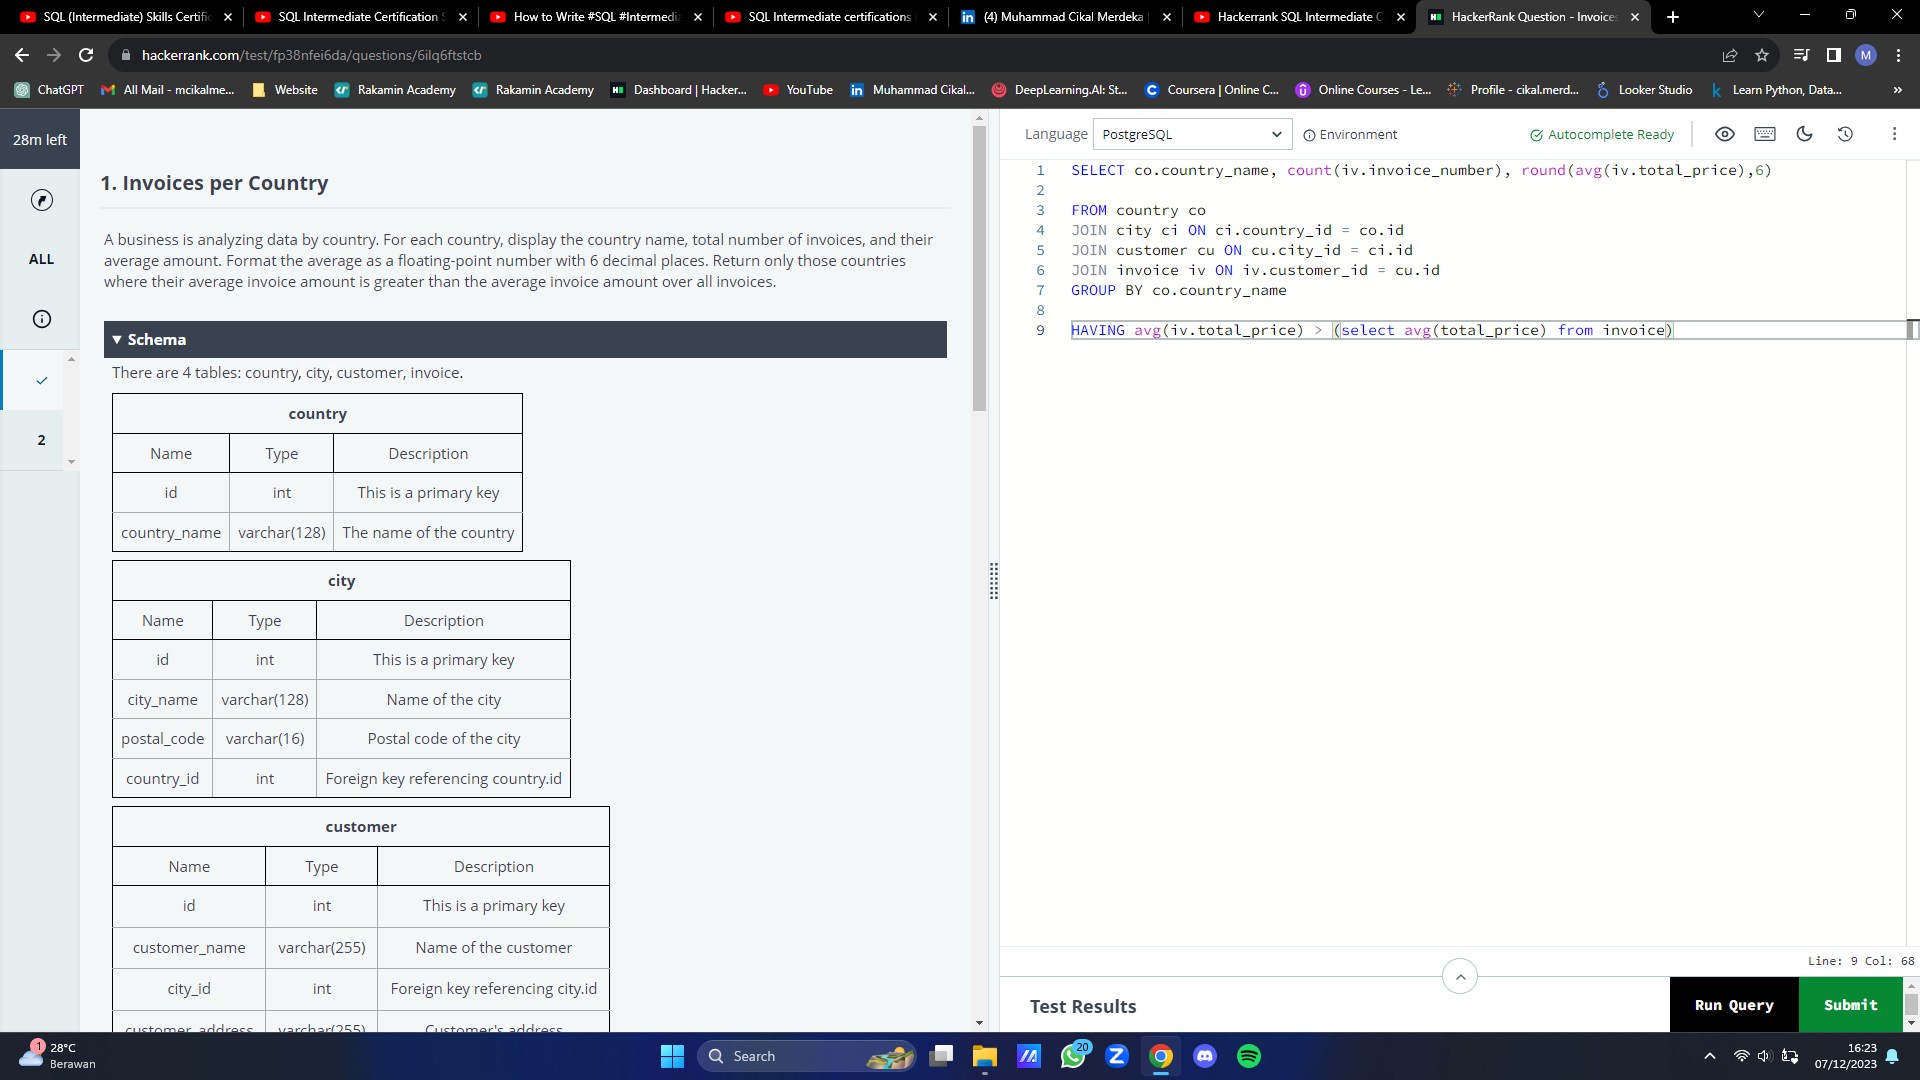 SQL (Intermediate) Skills Certific
SQL Intermediate Certification S
How to Write #SQL #Intermedia
SQL Intermediate certifications
(4) Muhammad Cikal Merdeka
Hackerrank SQL Intermediate C
HackerRank Question - Invoices
hackerrank.com/test/fp38nfei6da/questions/6ilq6ftstcb
M
ChatGPT
All Mail - mcikalme...
Website
Rakamin Academy
Rakamin Academy
Dashboard | Hacker...
YouTube
Muhammad Cikal...
DeepLearning.AI: St...
Coursera | Online C...
Online Courses - Le...
Profile - cikal.merd...
Looker Studio
Learn Python, Data...
28m left
ALL
2
1. Invoices per Country
A business is analyzing data by country. For each country, display the country name, total number of invoices, and their
average amount. Format the average as a floating-point number with 6 decimal places. Return only those countries
where their average invoice amount is greater than the average invoice amount over all invoices.
▼ Schema
There are 4 tables: country, city, customer, invoice.
country
Name Type Description
id int This is a primary key
country_name varchar(128) The name of the country
city
Name Type Description
id int This is a primary key
city_name varchar(128) Name of the city
postal_code varchar(16) Postal code of the city
country_id int Foreign key referencing country.id
customer
Name Type Description
id int This is a primary key
customer_name varchar(255) Name of the customer
city_id int Foreign key referencing city.id
customer_address varchar(255) Customer's address
Language PostgreSQL Environment Autocomplete Ready
1 SELECT co.country_name, count(iv.invoice_number), round(avg(iv.total_price),6)
2
3 FROM country co
4 JOIN city ci ON ci.country_id = co.id
5 JOIN customer cu ON cu.city_id = ci.id
6 JOIN invoice iv ON iv.customer_id = cu.id
7 GROUP BY co.country_name
8
9 HAVING avg(iv.total_price) > (select avg(total_price) from invoice)
Line: 9 Col: 68
Test Results
Run Query
Submit
1
28°C
Berawan
Search
20
16:23
07/12/2023